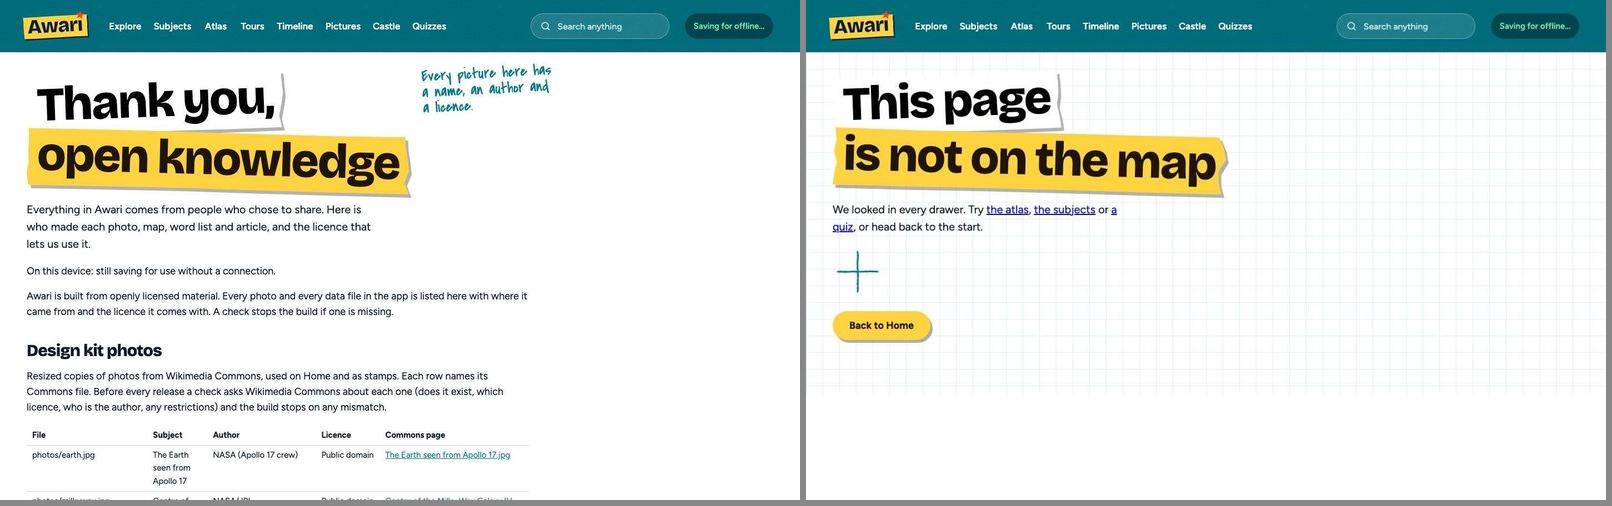 Awari
Explore Subjects Atlas Tours Timeline Pictures Castle Quizzes
Search anything
Saving for offline...
Thank you,
open knowledge
Every picture here has
a name, an author and
a licence.
Everything in Awari comes from people who chose to share. Here is
who made each photo, map, word list and article, and the licence that
lets us use it.
On this device: still saving for use without a connection.
Awari is built from openly licensed material. Every photo and every data file in the app is listed here with where it
came from and the licence it comes with. A check stops the build if one is missing.
Design kit photos
Resized copies of photos from Wikimedia Commons, used on Home and as stamps. Each row names its
Commons file. Before every release a check asks Wikimedia Commons about each one (does it exist, which
licence, who is the author, any restrictions) and the build stops on any mismatch.
File Subject Author Licence Commons page
photos/earth.jpg The Earth NASA (Apollo 17 crew) Public domain The Earth seen from Apollo 17.jpg
seen from
Apollo 17
Awari
Explore Subjects Atlas Tours Timeline Pictures Castle Quizzes
Search anything
Saving for offline...
This page
is not on the map
We looked in every drawer. Try the atlas, the subjects or a
quiz, or head back to the start.
Back to Home